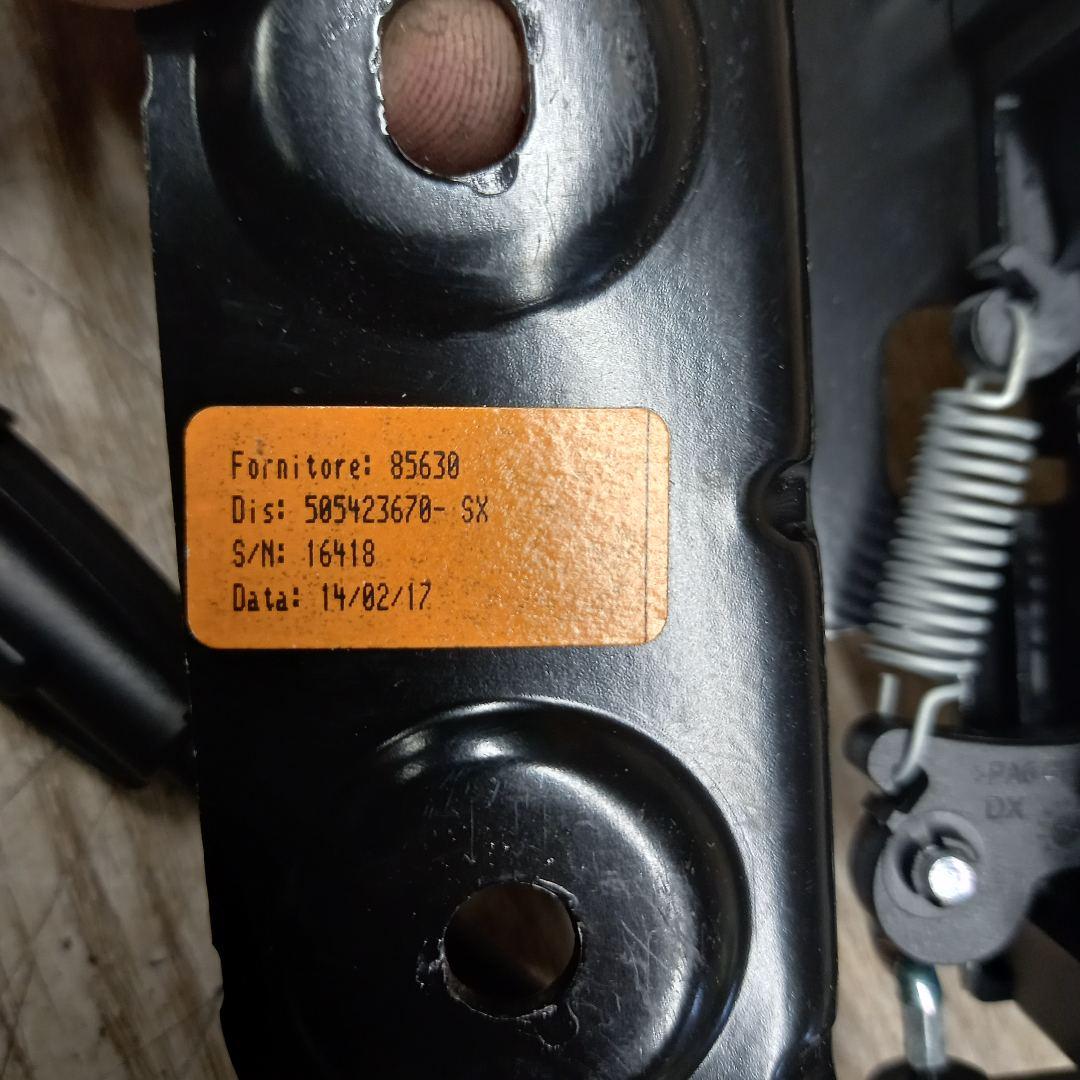 Fornitore: 85630
Dis: 505423670- SX
S/N: 16418
Data: 14/02/17
DX